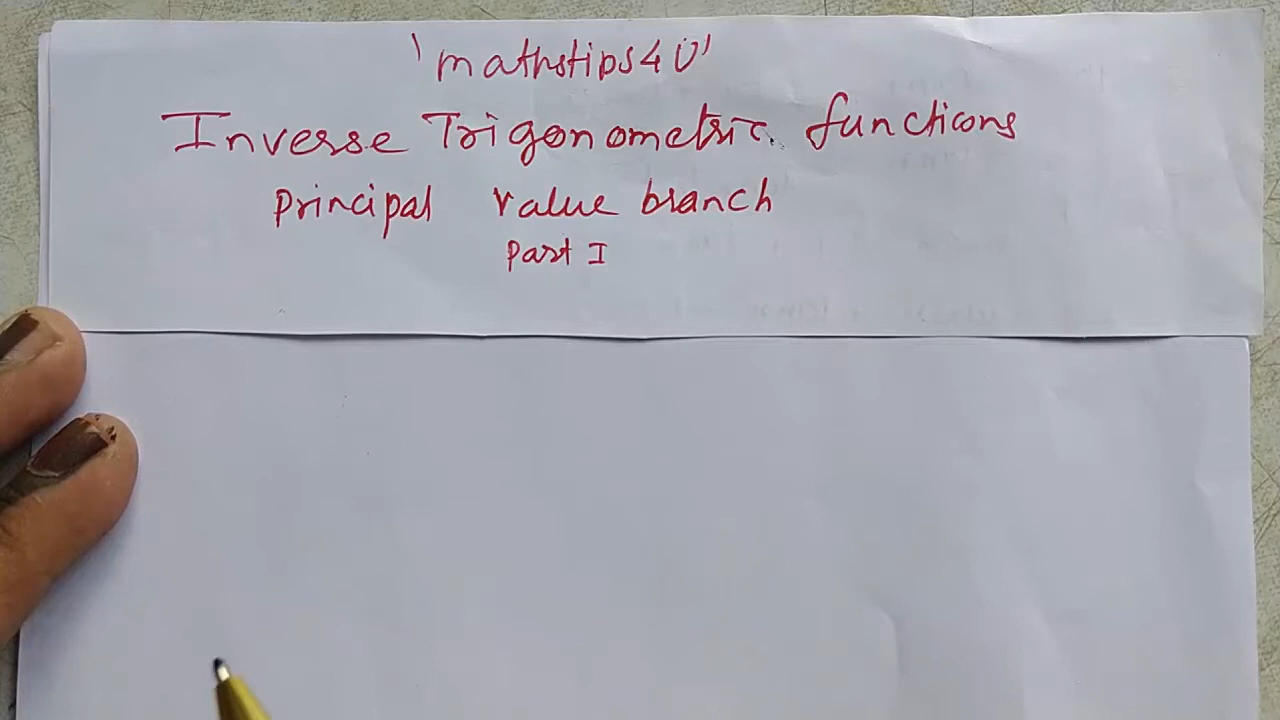 'mathstips4U'
Inverse Trigonometric functions
Principal value branch
Part I